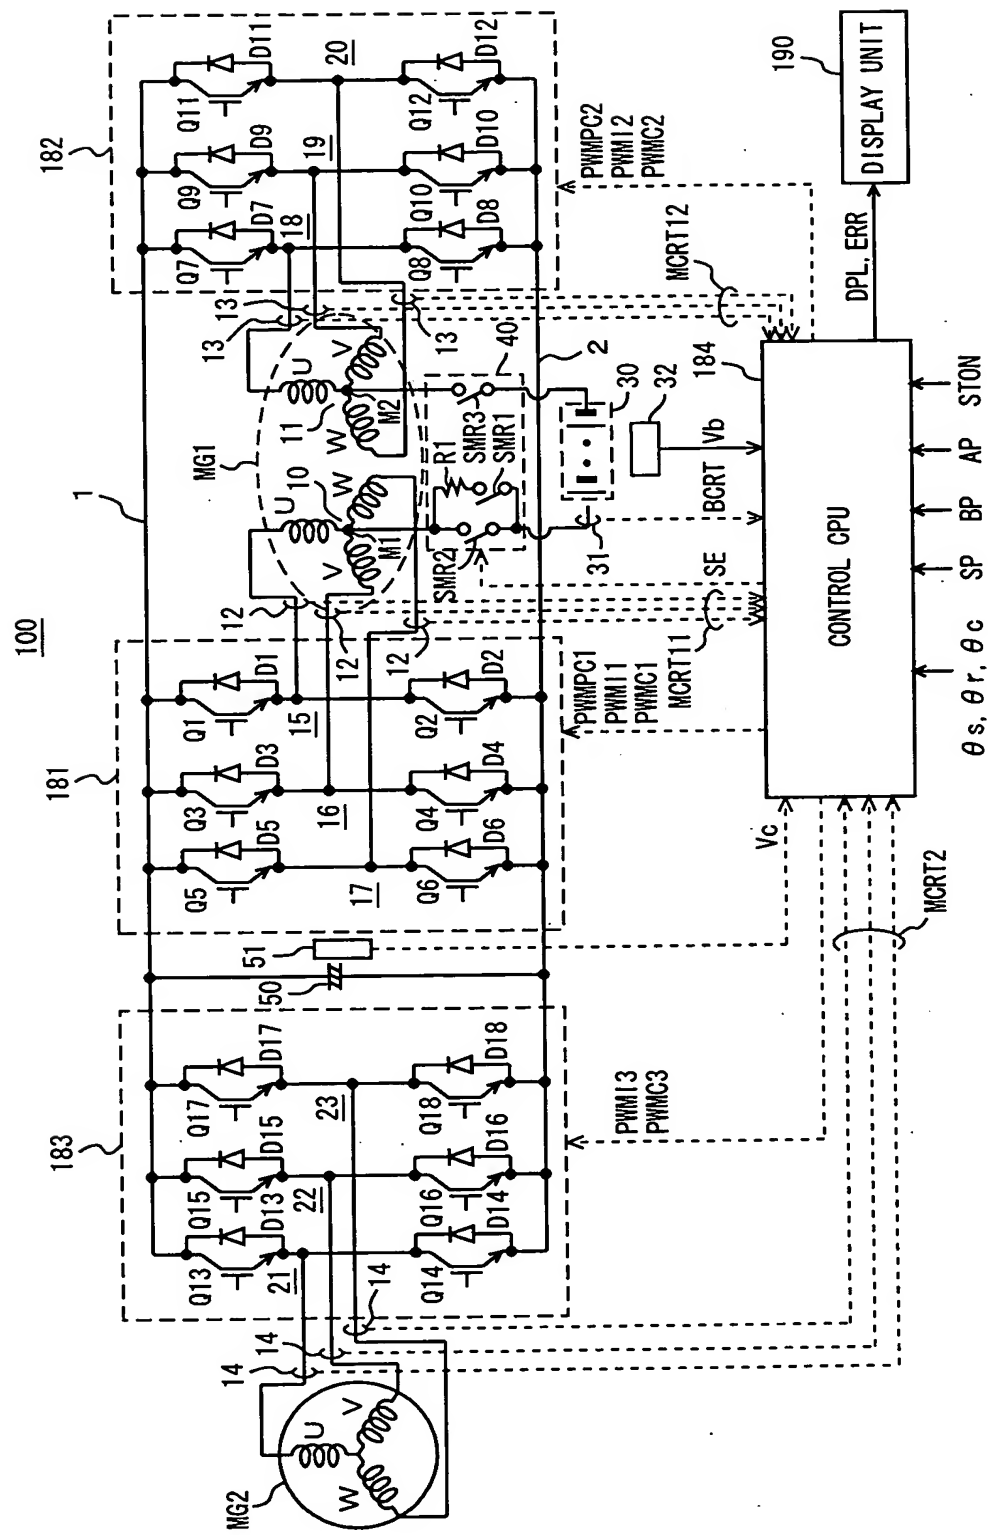 100
181
1
182
183
MG1
Q13
D13
Q15
D15
Q17
D17
Q5
D5
Q3
D3
Q1
D1
Q7
D7
Q9
D9
Q11
D11
50
51
21
22
23
17
16
15
18
19
20
14
14
14
12
12
12
13
13
13
U
V
W
U
V
W
U
V
W
10
11
M1
M2
MG2
Q14
D14
Q16
D16
Q18
D18
Q6
D6
Q4
D4
Q2
D2
Q8
D8
Q10
D10
Q12
D12
R1
SMR2
SMR1
SMR3
40
2
30
31
32
PWMI3
PWMC3
PWMPC1
PWMI1
PWMC1
PWMPC2
PWMI2
PWMC2
MCRT11
MCRT12
SE
BCRT
Vb
Vc
MCRT2
184
CONTROL CPU
DPL, ERR
190
DISPLAY UNIT
θs, θr, θc
SP
BP
AP
STON